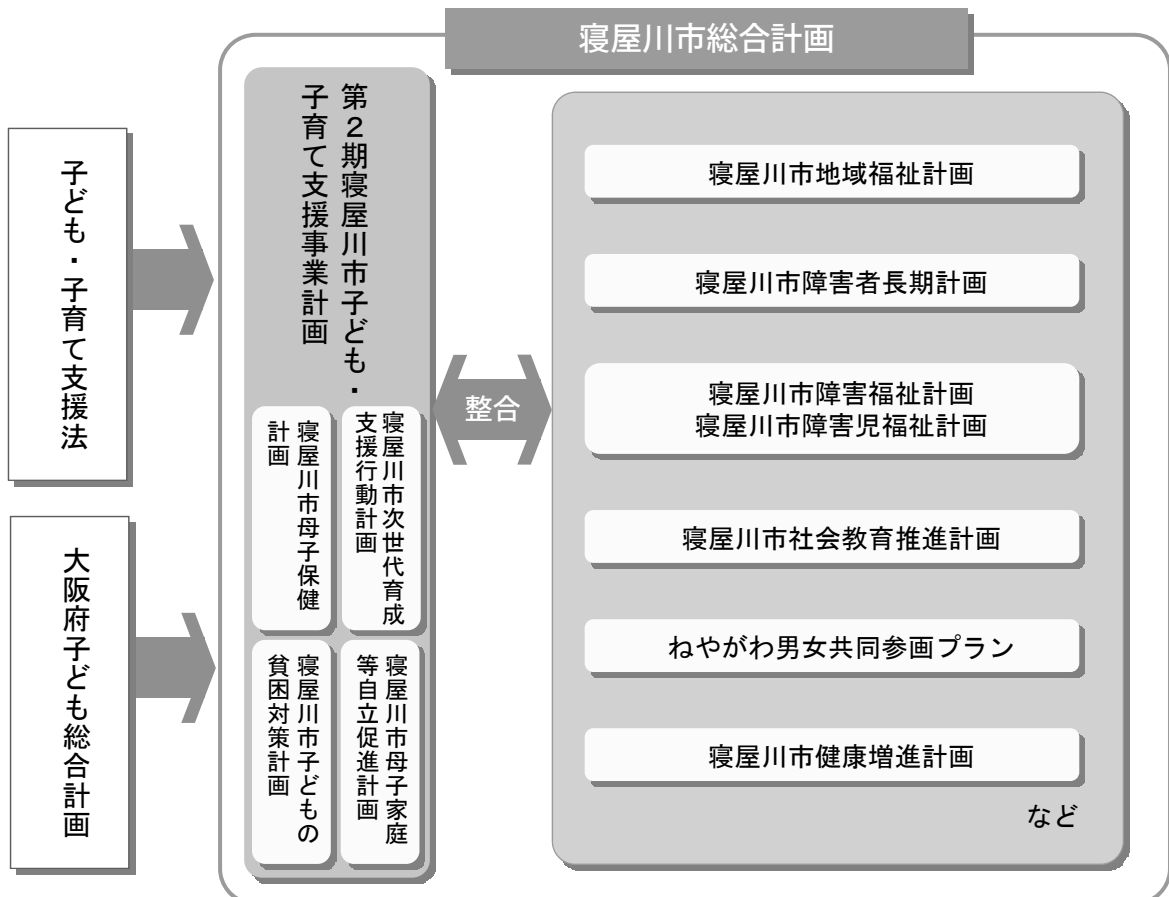 寝屋川市総合計画
子ども・子育て支援法
大阪府子ども総合計画
第2期寝屋川市子ども・
子育て支援事業計画
寝屋川市次世代育成
支援行動計画
寝屋川市母子保健
計画
寝屋川市母子家庭
等自立促進計画
寝屋川市子どもの
貧困対策計画
整合
寝屋川市地域福祉計画
寝屋川市障害者長期計画
寝屋川市障害福祉計画
寝屋川市障害児福祉計画
寝屋川市社会教育推進計画
ねやがわ男女共同参画プラン
寝屋川市健康増進計画
など